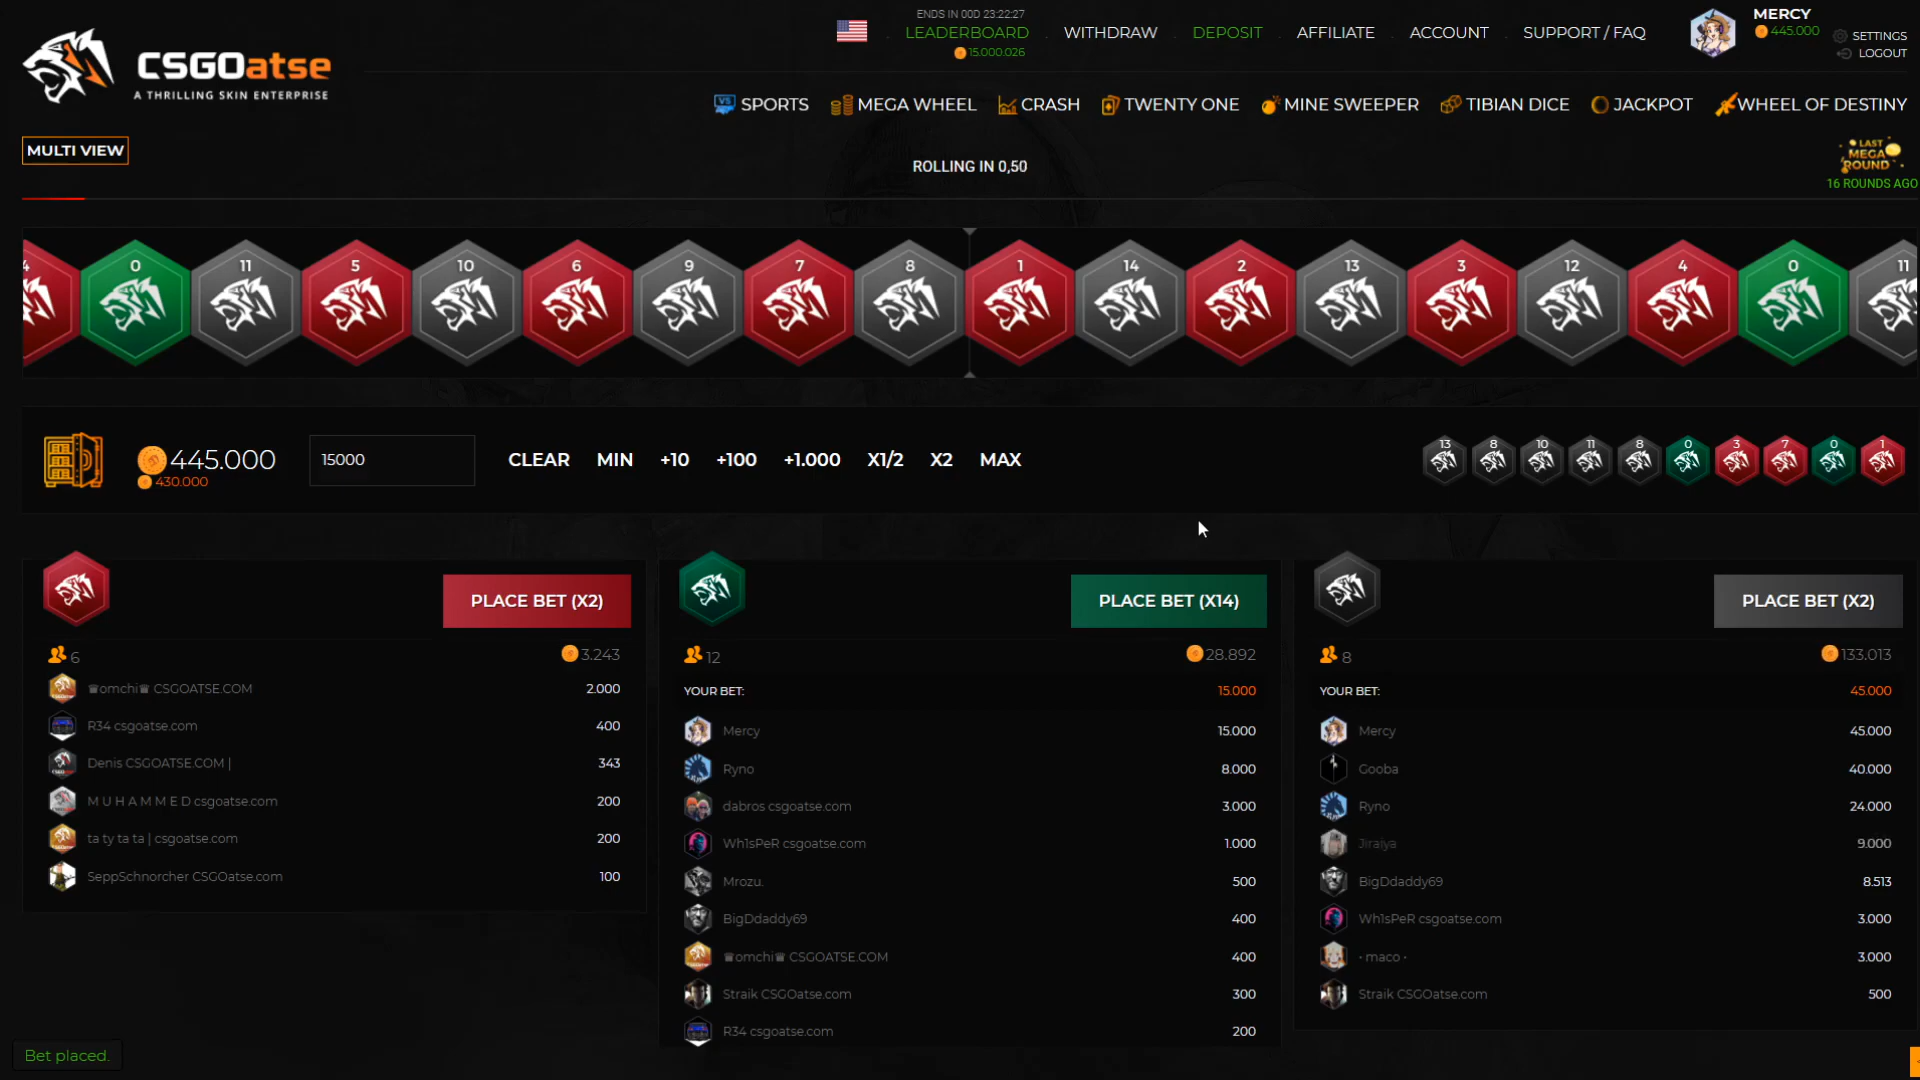 ENDS IN 00D 23:22:27
LEADERBOARD
15.000.026
WITHDRAW
DEPOSIT
AFFILIATE
ACCOUNT
SUPPORT / FAQ
MERCY
445.000
SETTINGS
LOGOUT
CSGOatse
A THRILLING SKIN ENTERPRISE
VS SPORTS
MEGA WHEEL
CRASH
TWENTY ONE
MINE SWEEPER
TIBIAN DICE
JACKPOT
WHEEL OF DESTINY
MULTI VIEW
ROLLING IN 0,50
LAST
MEGA
ROUND
16 ROUNDS AGO
4 0 11 5 10 6 9 7 8 1 14 2 13 3 12 4 0 11
445.000
430.000
15000
CLEAR MIN +10 +100 +1.000 X1/2 X2 MAX
13 8 10 11 8 0 3 7 0 1
PLACE BET (X2)
6 3.243
♛omchi♛ CSGOATSE.COM 2.000
R34 csgoatse.com 400
Denis CSGOATSE.COM | 343
M U H A M M E D csgoatse.com 200
ta ty ta ta | csgoatse.com 200
SeppSchnorcher CSGOatse.com 100
PLACE BET (X14)
12 28.892
YOUR BET: 15.000
Mercy 15.000
Ryno 8.000
dabros csgoatse.com 3.000
Wh1sPeR csgoatse.com 1.000
Mrozu. 500
BigDdaddy69 400
♛omchi♛ CSGOATSE.COM 400
Straik CSGOatse.com 300
R34 csgoatse.com 200
PLACE BET (X2)
8 133.013
YOUR BET: 45.000
Mercy 45.000
Gooba 40.000
Ryno 24.000
Jiraiya 9.000
BigDdaddy69 8.513
Wh1sPeR csgoatse.com 3.000
• maco • 3.000
Straik CSGOatse.com 500
Bet placed.